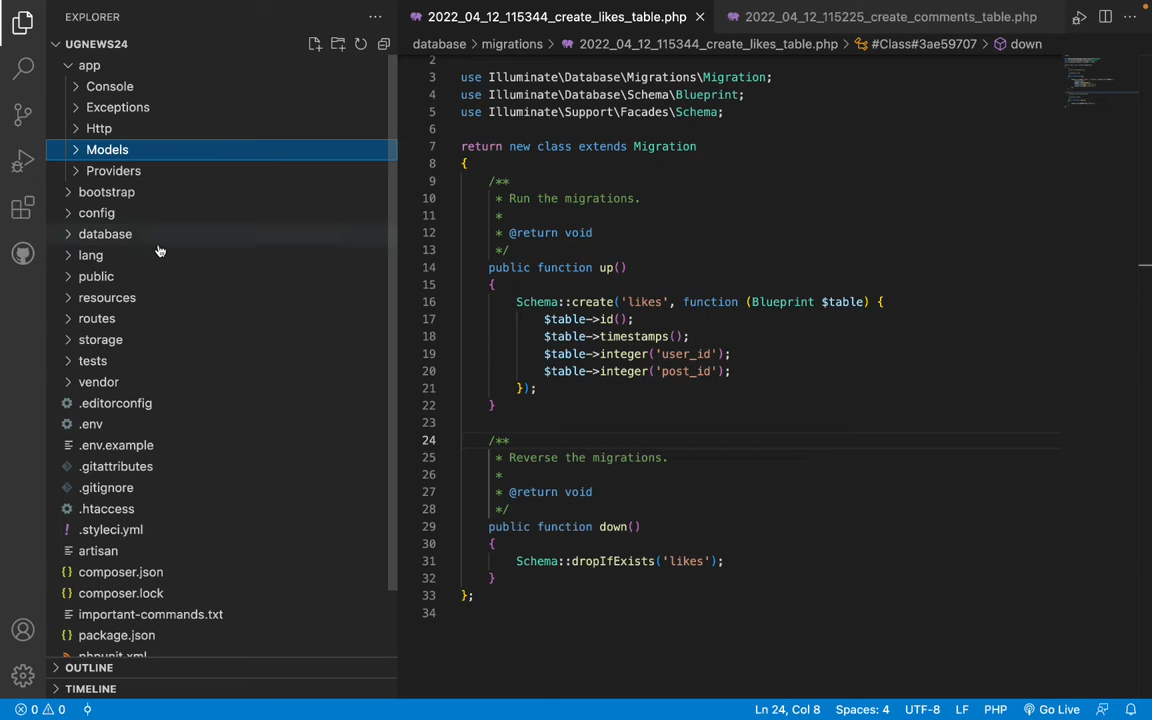 EXPLORER
2022_04_12_115344_create_likes_table.php
2022_04_12_115225_create_comments_table.php
UGNEWS24
database > migrations > 2022_04_12_115344_create_likes_table.php > #Class#3ae59707 > down
app
Console
Exceptions
Http
Models
Providers
bootstrap
config
database
lang
public
resources
routes
storage
tests
vendor
.editorconfig
.env
.env.example
.gitattributes
.gitignore
.htaccess
.styleci.yml
artisan
composer.json
composer.lock
important-commands.txt
package.json
phpunit.xml
OUTLINE
TIMELINE
2
3 use Illuminate\Database\Migrations\Migration;
4 use Illuminate\Database\Schema\Blueprint;
5 use Illuminate\Support\Facades\Schema;
6
7 return new class extends Migration
8 {
9 /**
10 * Run the migrations.
11 *
12 * @return void
13 */
14 public function up()
15 {
16 Schema::create('likes', function (Blueprint $table) {
17 $table->id();
18 $table->timestamps();
19 $table->integer('user_id');
20 $table->integer('post_id');
21 });
22 }
23
24 /**
25 * Reverse the migrations.
26 *
27 * @return void
28 */
29 public function down()
30 {
31 Schema::dropIfExists('likes');
32 }
33 };
34
0 0 Ln 24, Col 8 Spaces: 4 UTF-8 LF PHP Go Live